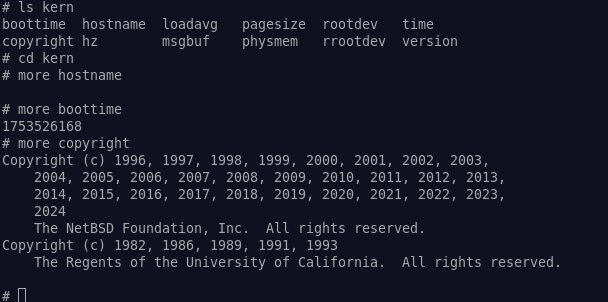 # ls kern
boottime  hostname  loadavg   pagesize  rootdev   time
copyright hz        msgbuf    physmem   rrootdev  version
# cd kern
# more hostname

# more boottime
1753526168
# more copyright
Copyright (c) 1996, 1997, 1998, 1999, 2000, 2001, 2002, 2003,
    2004, 2005, 2006, 2007, 2008, 2009, 2010, 2011, 2012, 2013,
    2014, 2015, 2016, 2017, 2018, 2019, 2020, 2021, 2022, 2023,
    2024
    The NetBSD Foundation, Inc.  All rights reserved.
Copyright (c) 1982, 1986, 1989, 1991, 1993
    The Regents of the University of California.  All rights reserved.

#